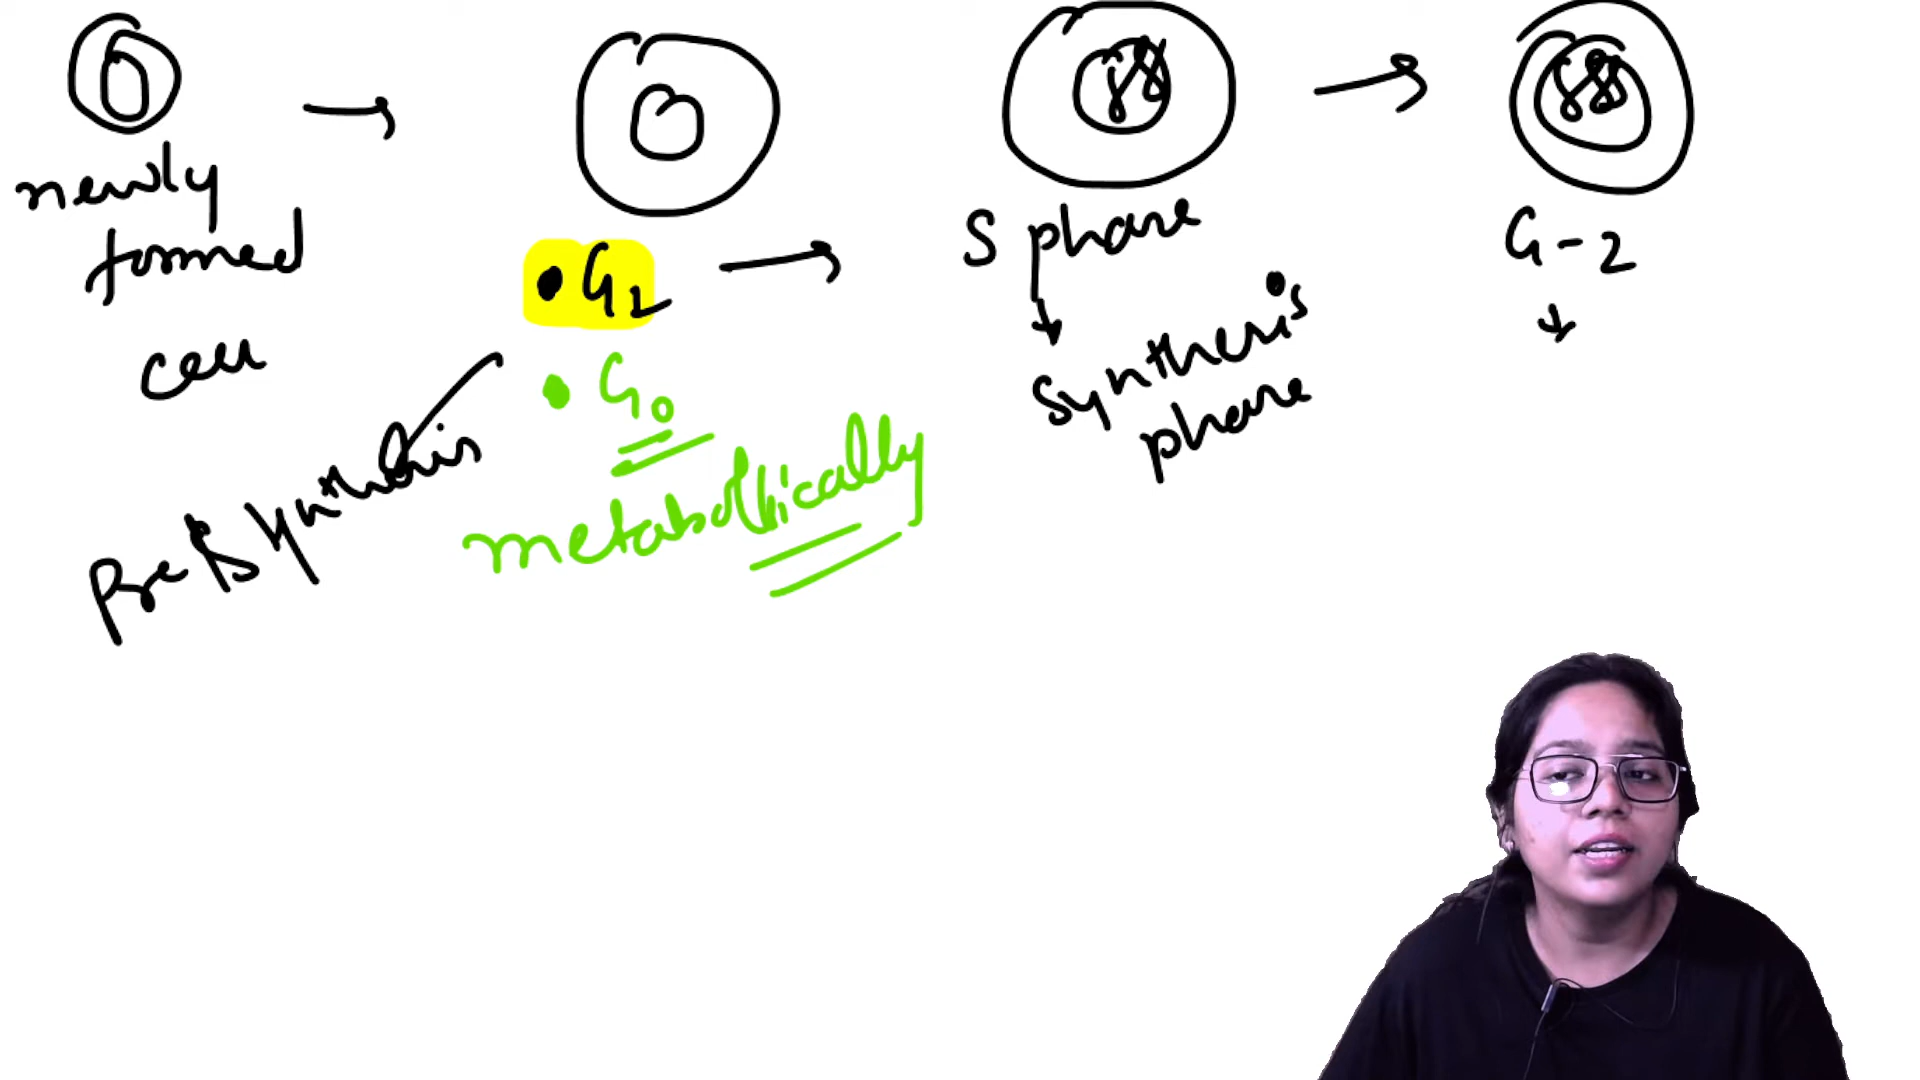 newly
formed
cell
• G1
• G0
metabolically
Pre synthesis
S phase
Synthesis
phase
G-2